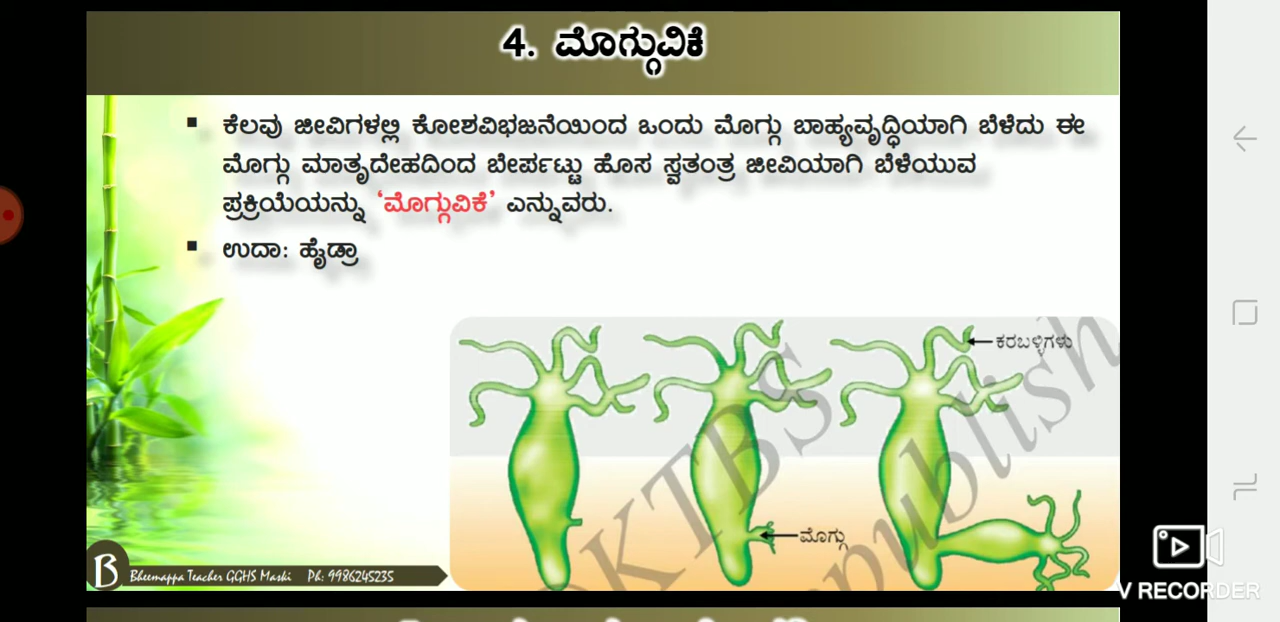 4. ಮೊಗ್ಗುವಿಕೆ
▪ ಕೆಲವು ಜೀವಿಗಳಲ್ಲಿ ಕೋಶವಿಭಜನೆಯಿಂದ ಒಂದು ಮೊಗ್ಗು ಬಾಹ್ಯವೃದ್ಧಿಯಾಗಿ ಬೆಳೆದು ಈ
ಮೊಗ್ಗು ಮಾತೃದೇಹದಿಂದ ಬೇರ್ಪಟ್ಟು ಹೊಸ ಸ್ವತಂತ್ರ ಜೀವಿಯಾಗಿ ಬೆಳೆಯುವ
ಪ್ರಕ್ರಿಯೆಯನ್ನು ‘ಮೊಗ್ಗುವಿಕೆ’ ಎನ್ನುವರು.
▪ ಉದಾ: ಹೈಡ್ರಾ
ಕರಬಳ್ಳಿಗಳು
ಮೊಗ್ಗು
KTBS
publish
B Bheemappa Teacher GGHS Maski Ph: 9986245235
V RECORDER